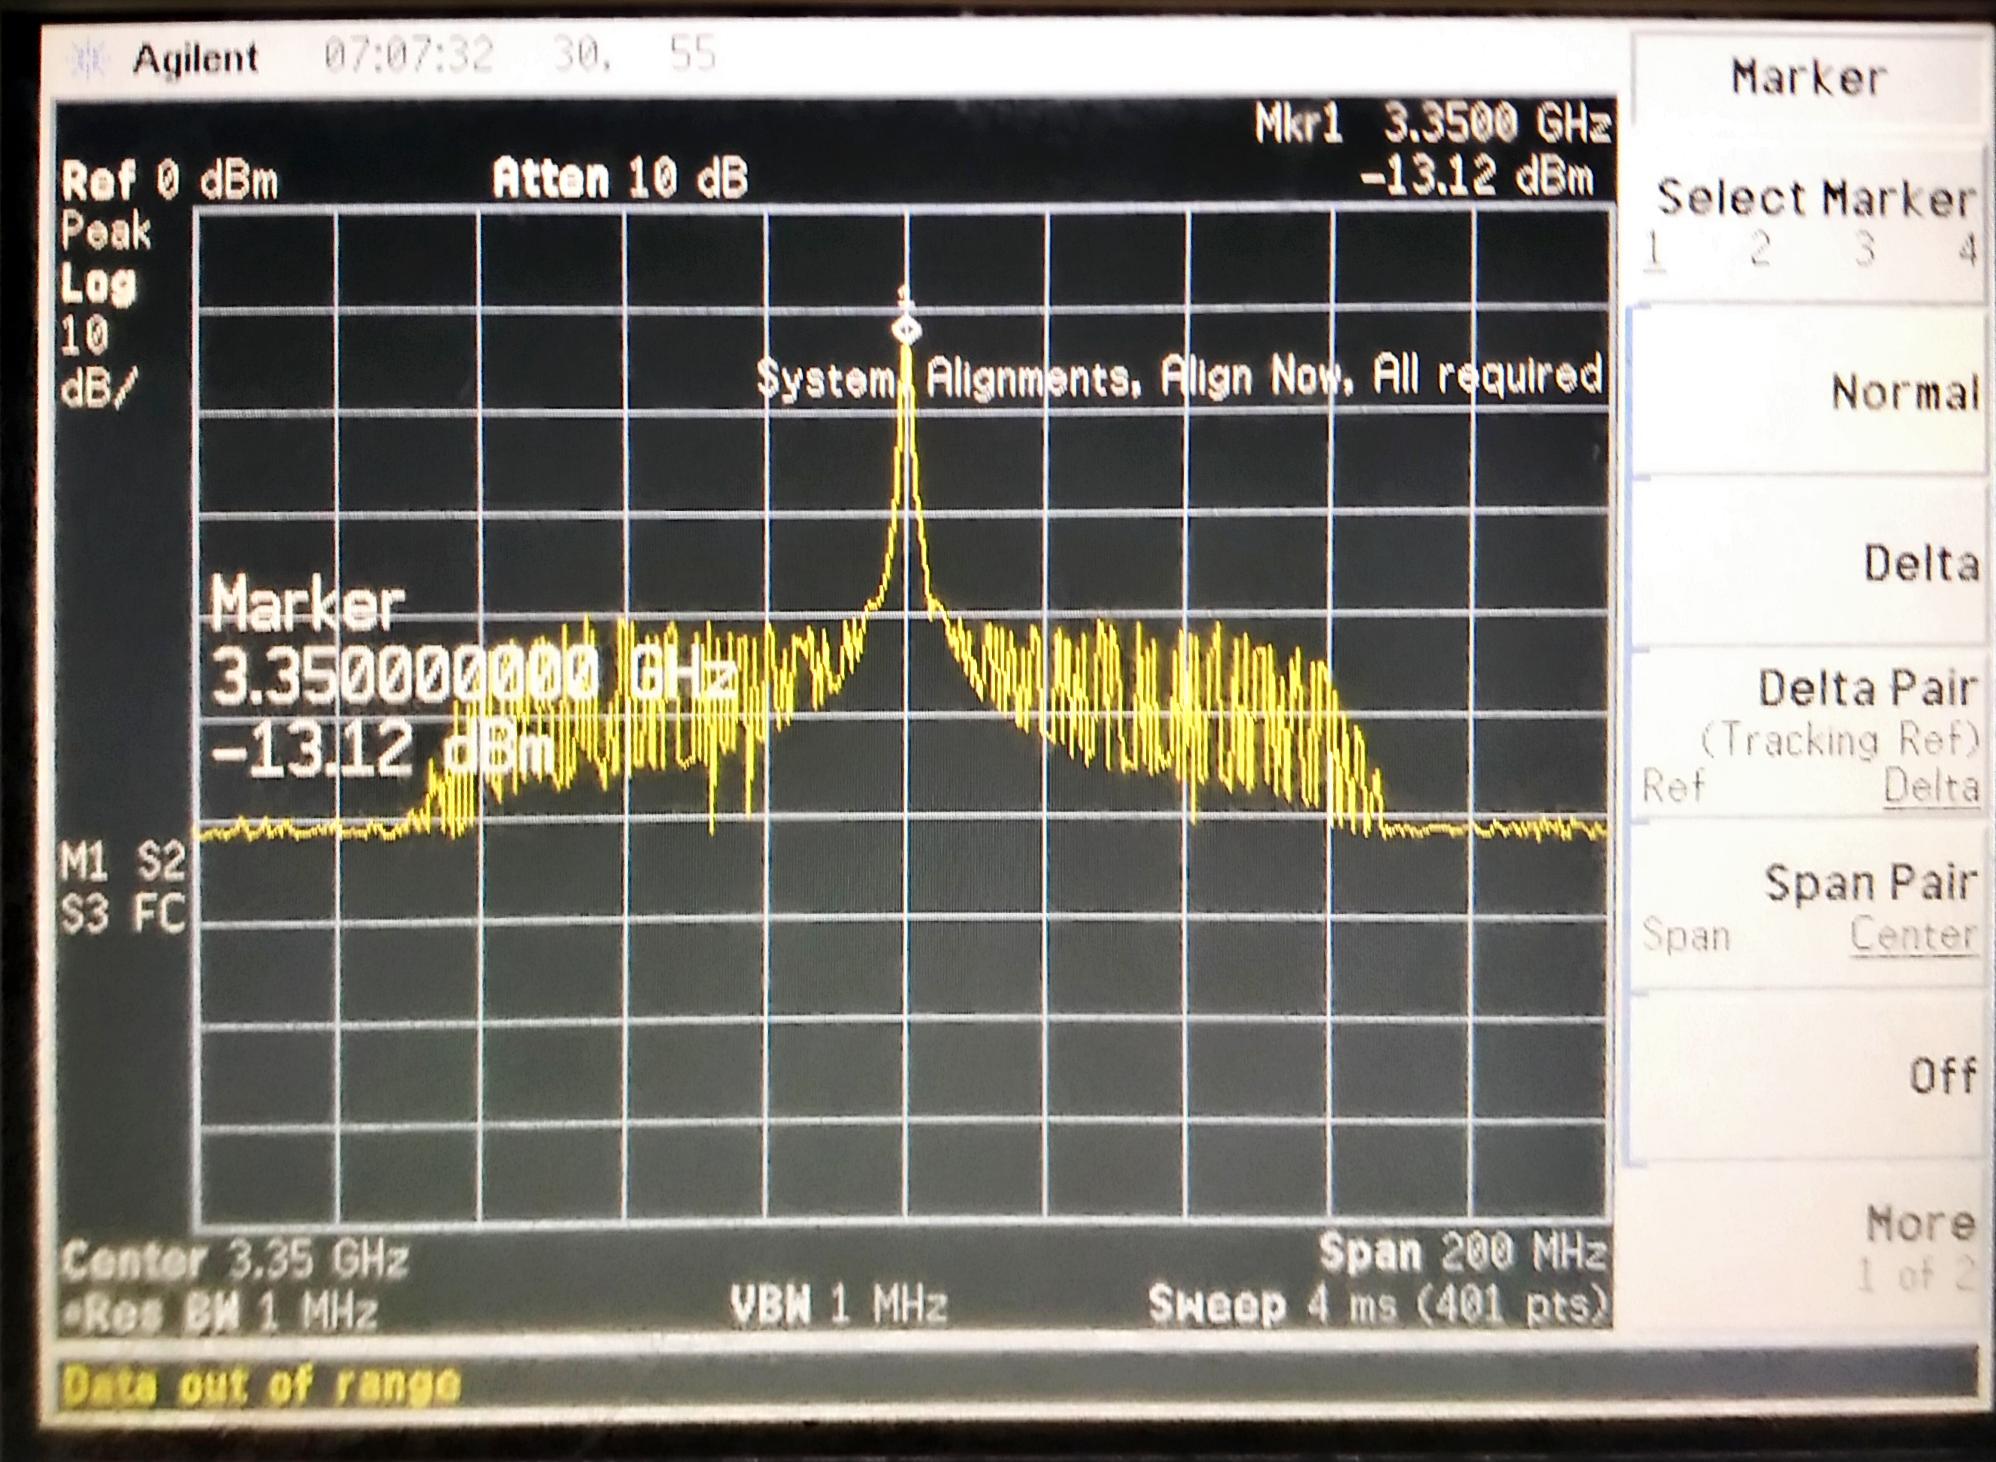 Agilent 07:07:32 30, 55
Mkr1 3.3500 GHz
Ref 0 dBm Atten 10 dB -13.12 dBm
Peak
Log
10
dB/
1
System, Alignments, Align Now, All required
Marker
3.350000000 GHz
-13.12 dBm
M1 S2
S3 FC
Center 3.35 GHz Span 200 MHz
•Res BW 1 MHz VBW 1 MHz Sweep 4 ms (401 pts)
Data out of range
Marker
Select Marker
1 2 3 4
Normal
Delta
Delta Pair
(Tracking Ref)
Ref Delta
Span Pair
Span Center
Off
More
1 of 2